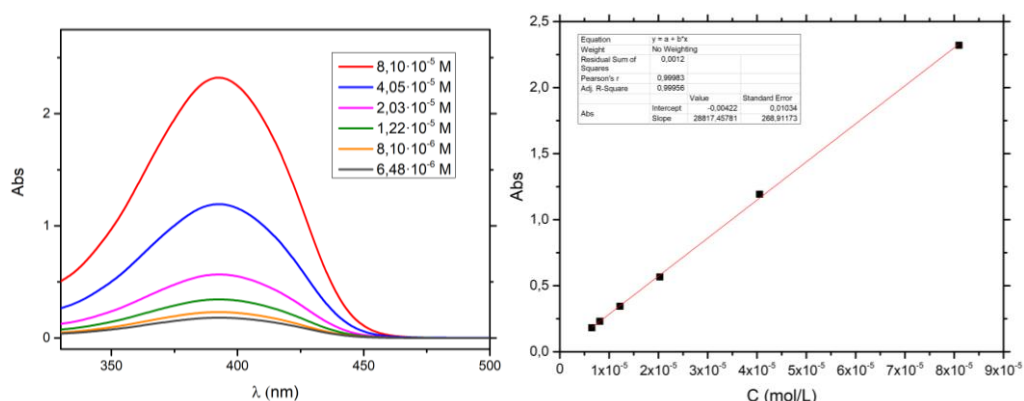 8,10·10⁻⁵ M
4,05·10⁻⁵ M
2,03·10⁻⁵ M
1,22·10⁻⁵ M
8,10·10⁻⁶ M
6,48·10⁻⁶ M
Abs
2
1
0
350
400
450
500
λ (nm)
Equation y = a + b*x
Weight No Weighting
Residual Sum of Squares 0,0012
Pearson's r 0,99983
Adj. R-Square 0,99956
Value Standard Error
Abs Intercept -0,00422 0,01034
Slope 28817,45781 268,91173
Abs
2,5
2,0
1,5
1,0
0,5
0,0
0 1x10⁻⁵ 2x10⁻⁵ 3x10⁻⁵ 4x10⁻⁵ 5x10⁻⁵ 6x10⁻⁵ 7x10⁻⁵ 8x10⁻⁵ 9x10⁻⁵
C (mol/L)